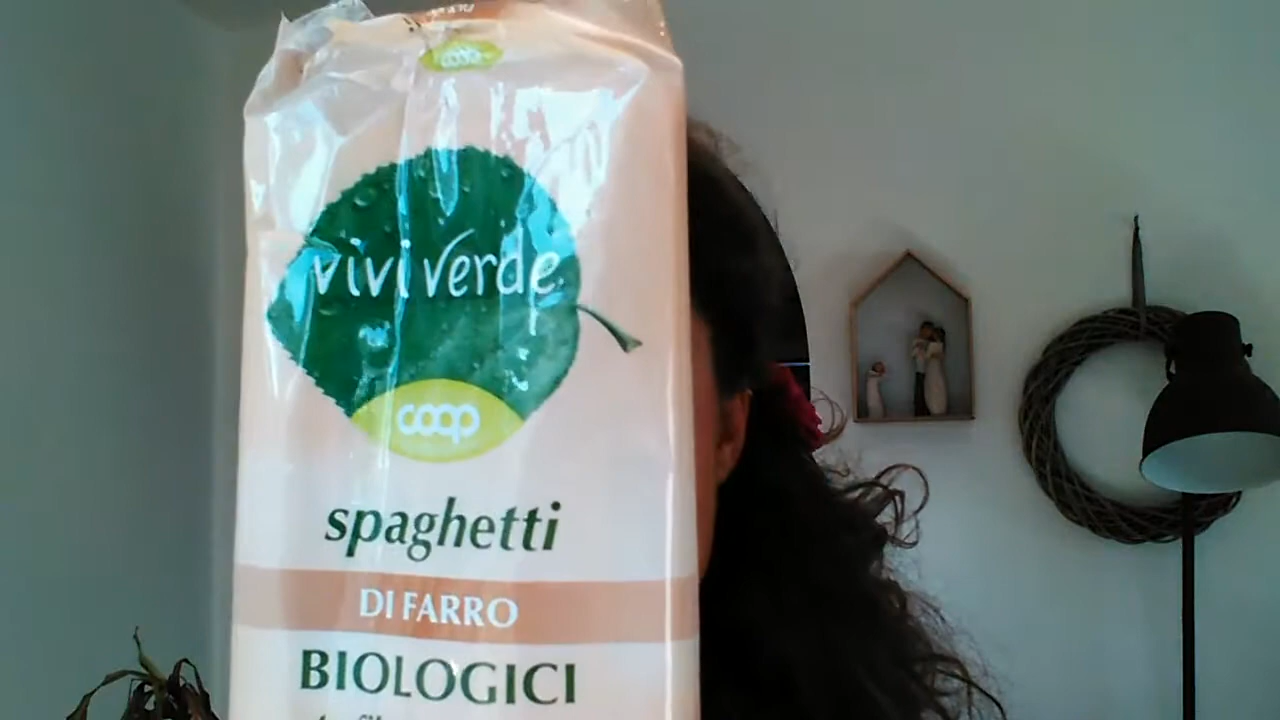 coop
vivi verde
coop
spaghetti
DI FARRO
BIOLOGICI